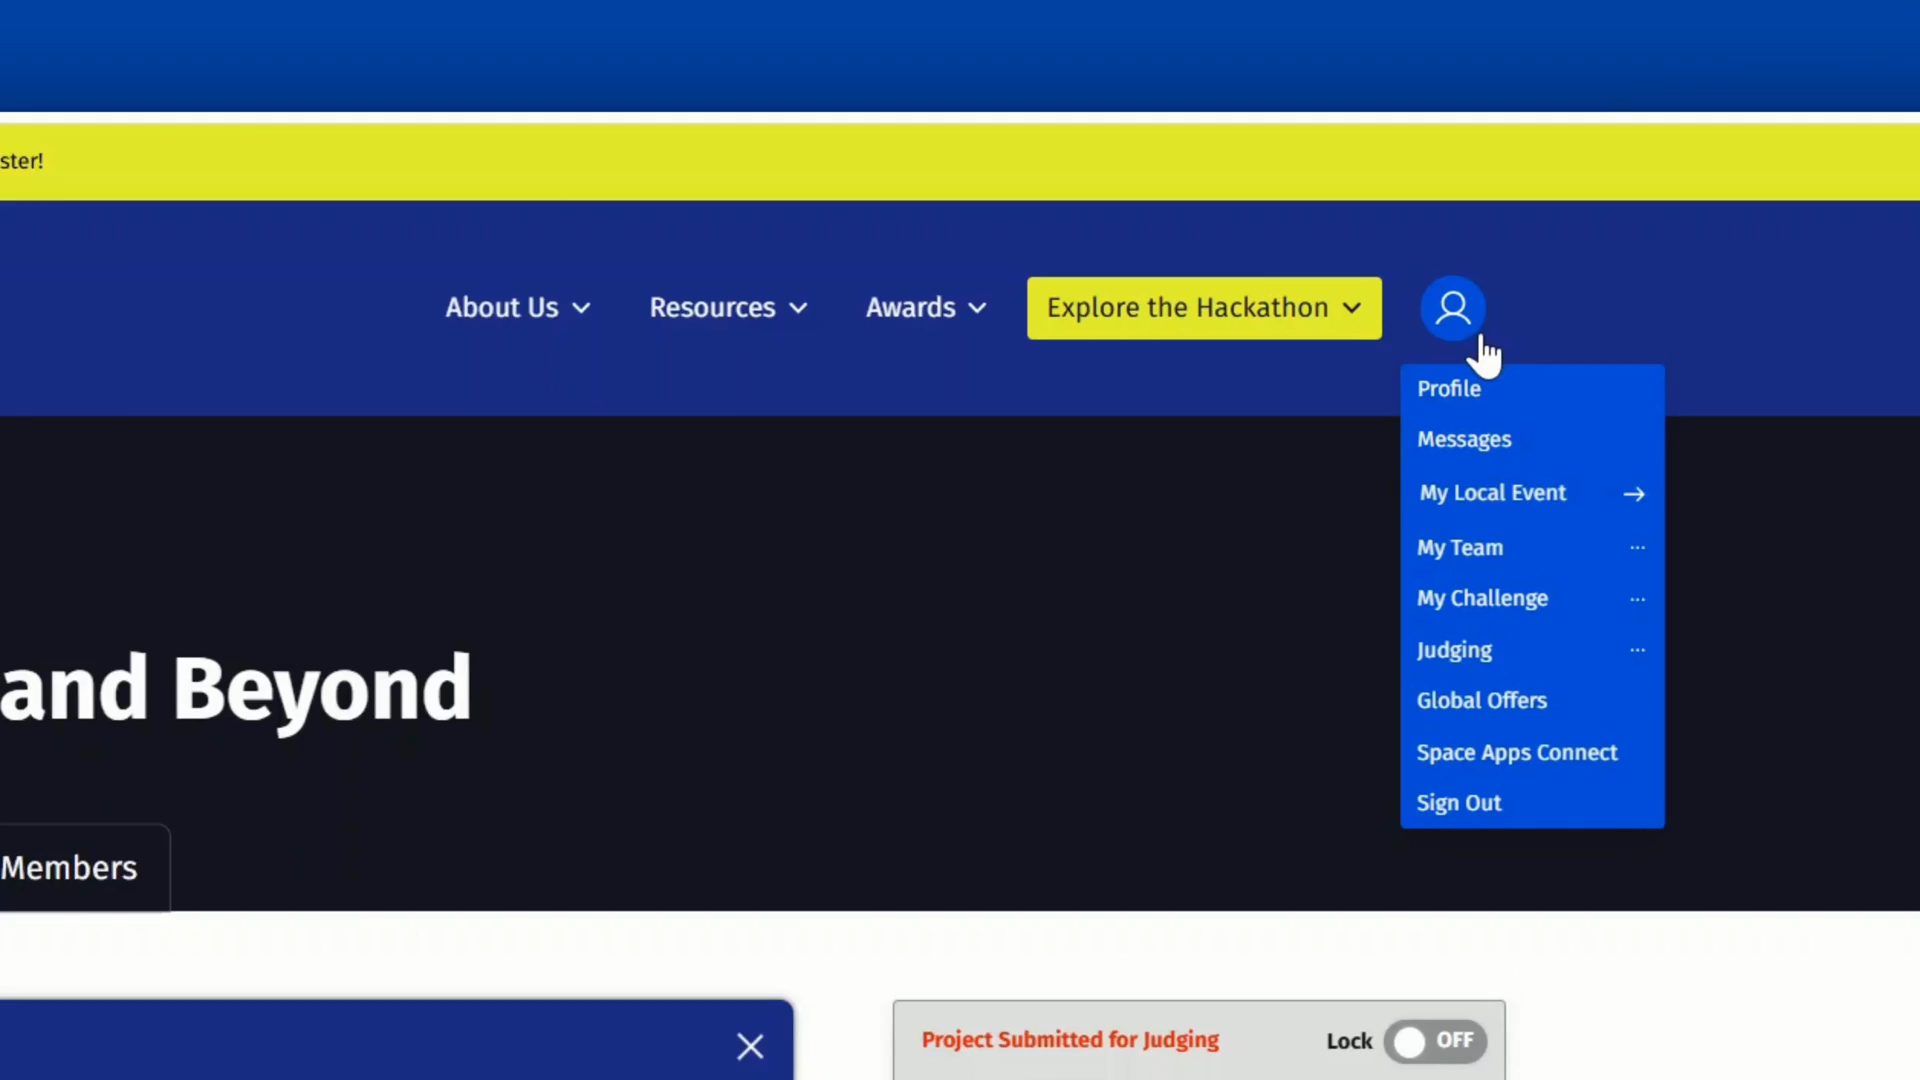 ster!
About Us
Resources
Awards
Explore the Hackathon
Profile
Messages
My Local Event
My Team
My Challenge
Judging
Global Offers
Space Apps Connect
Sign Out
and Beyond
Members
Project Submitted for Judging
Lock
OFF